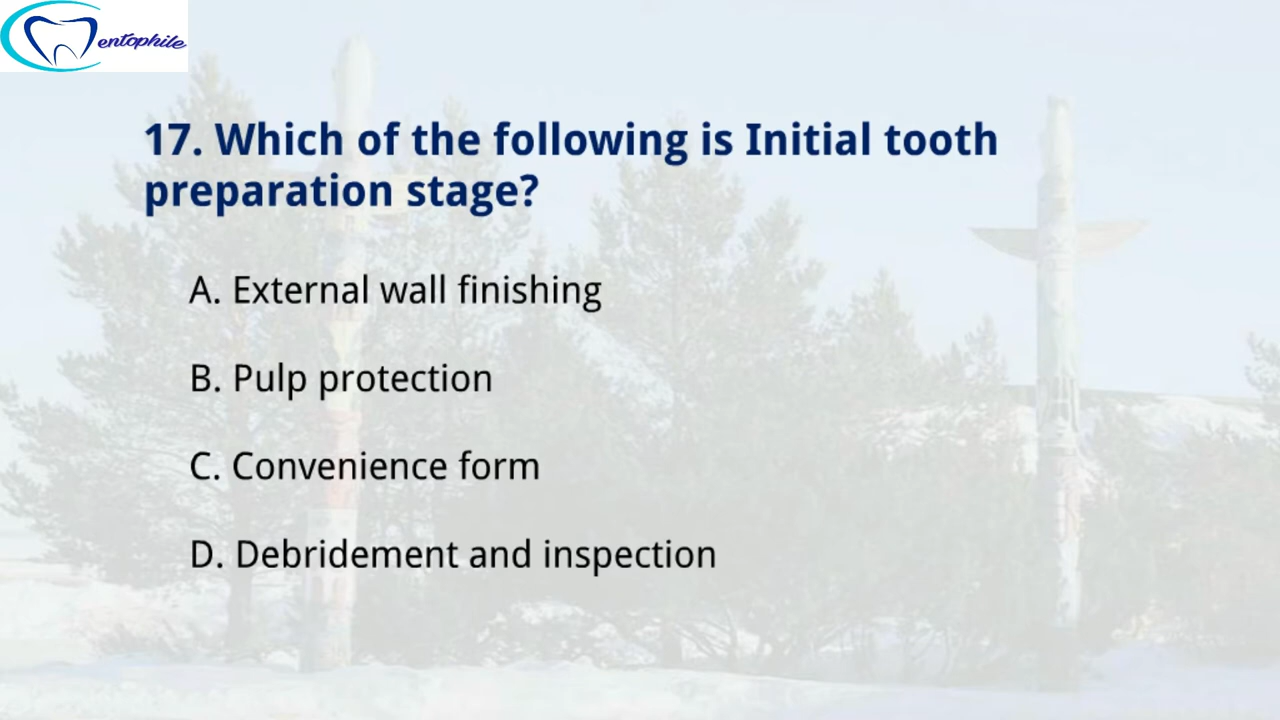 entophile
17. Which of the following is Initial tooth
preparation stage?
A. External wall finishing
B. Pulp protection
C. Convenience form
D. Debridement and inspection